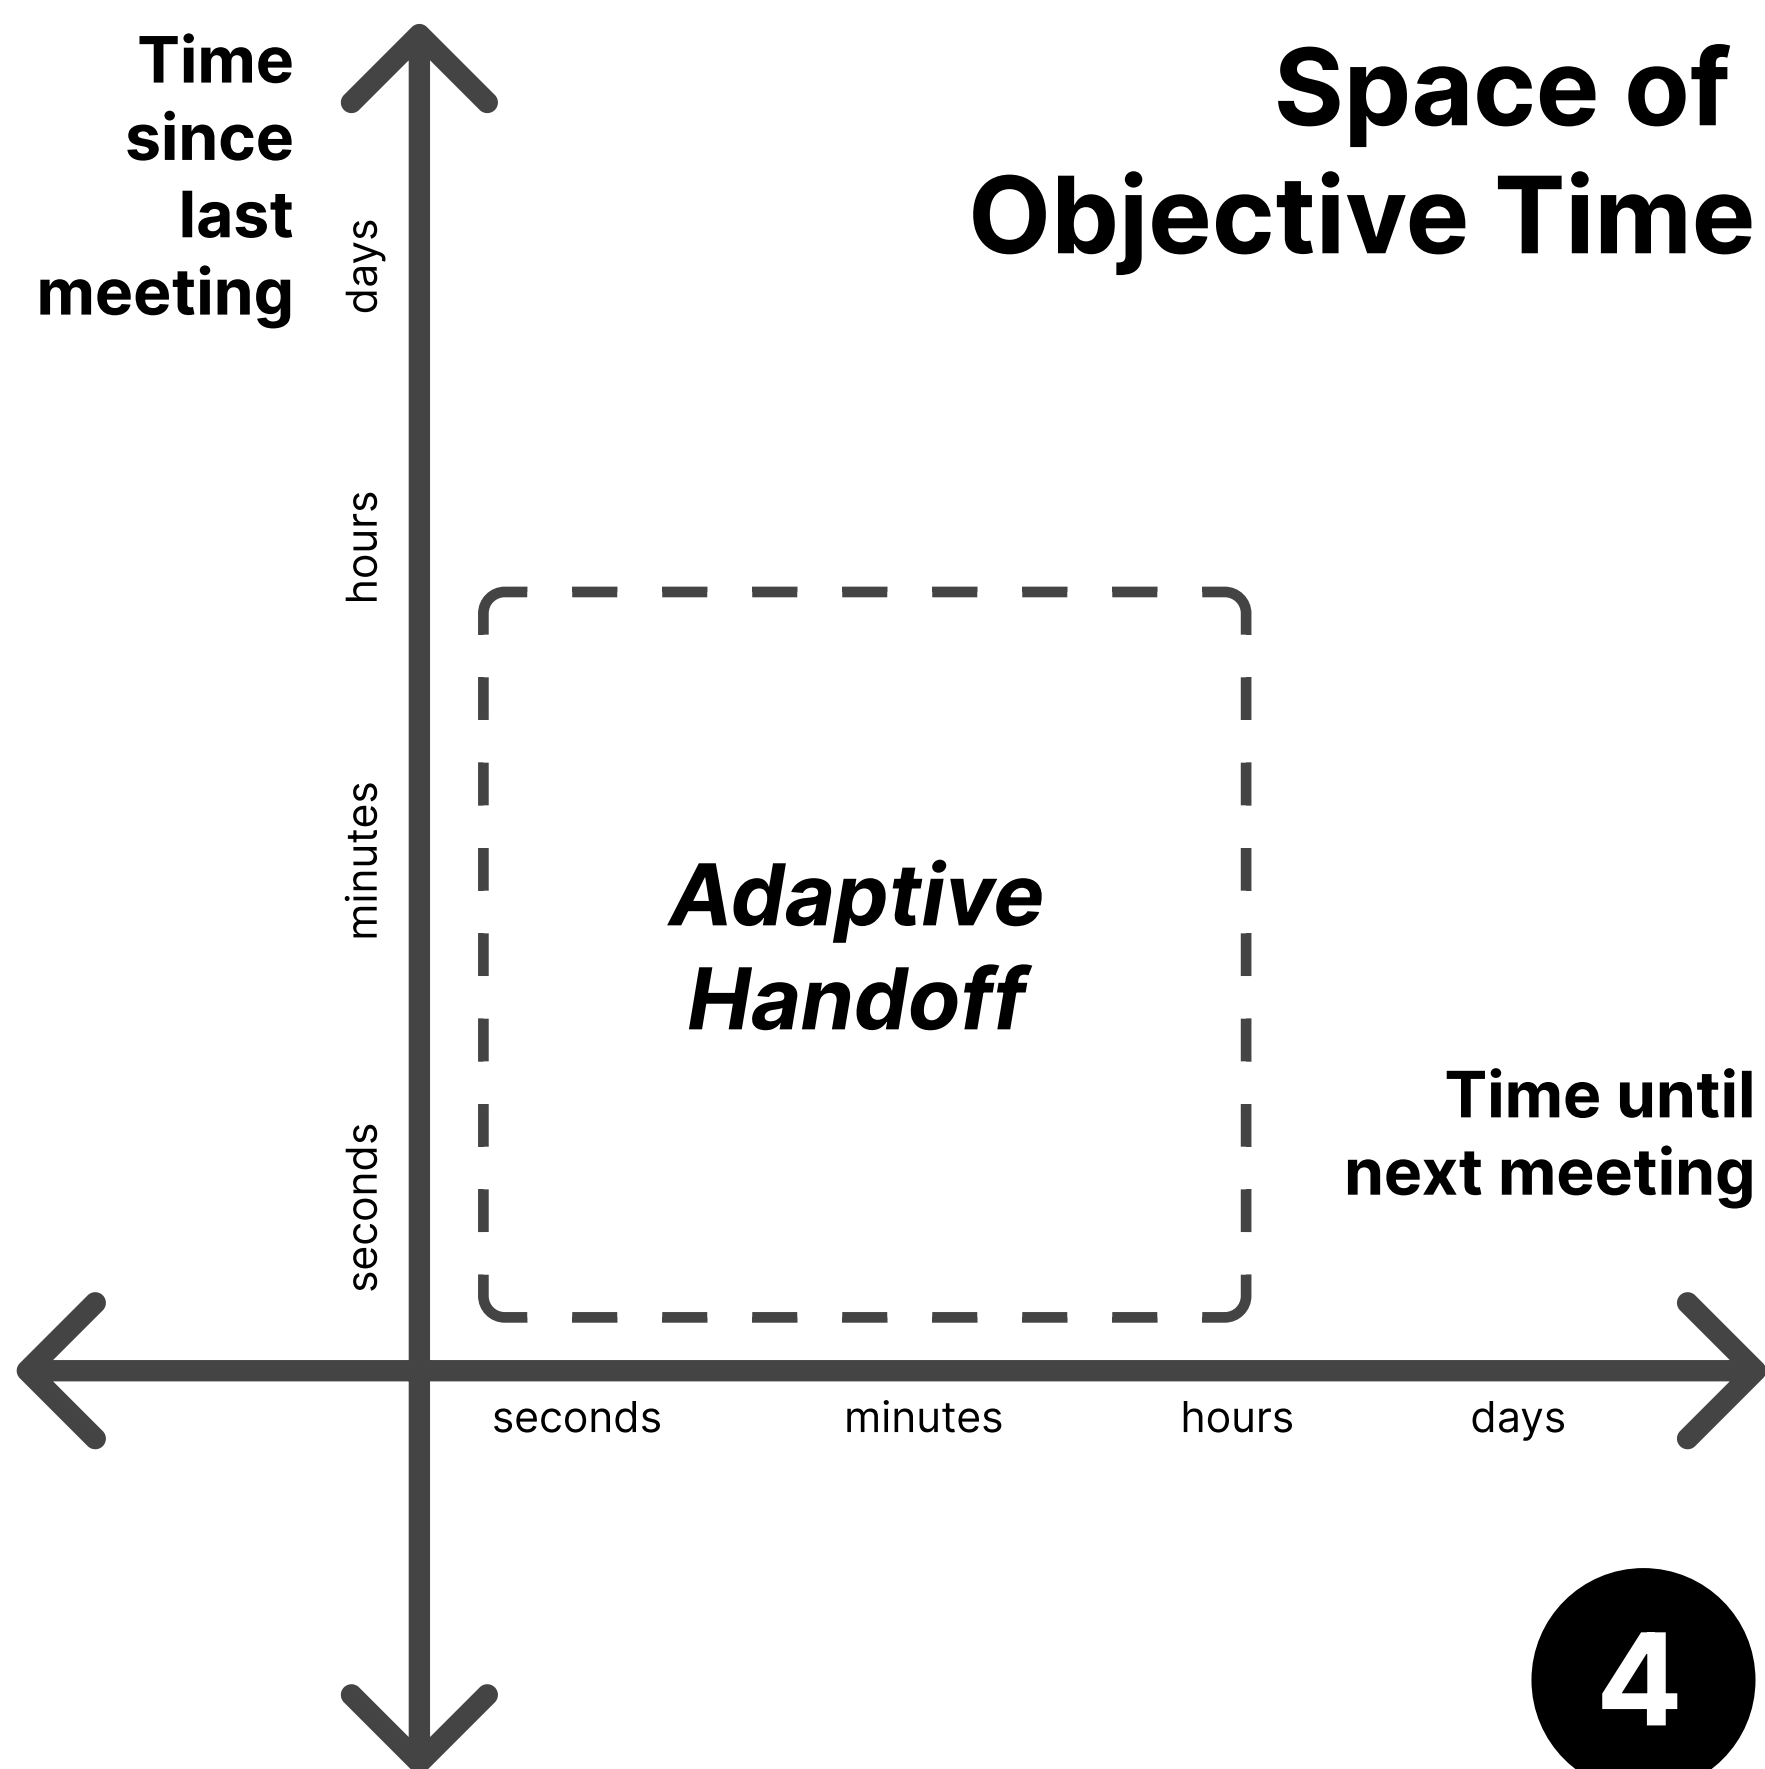 Time
since
last
meeting
Space of
Objective Time
days
hours
minutes
seconds
Adaptive
Handoff
Time until
next meeting
seconds
minutes
hours
days
4